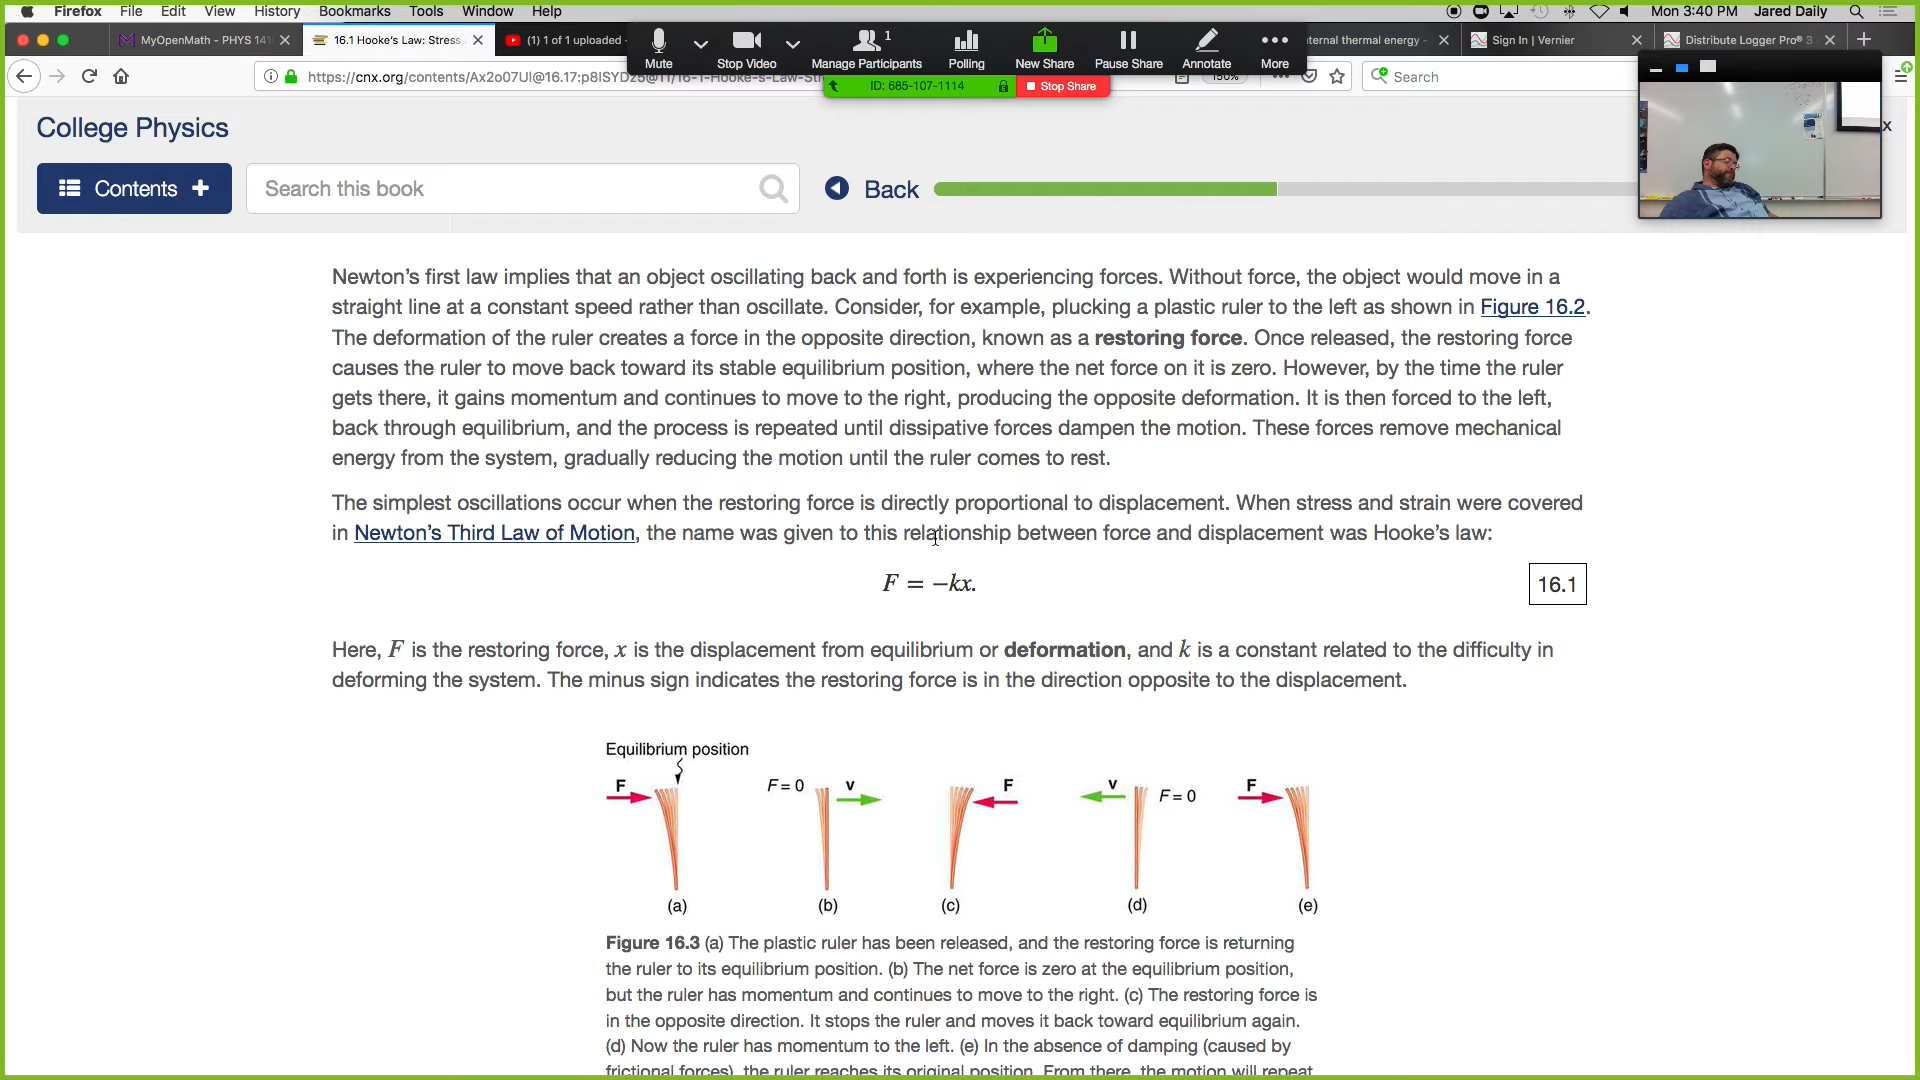 Firefox File Edit View History Bookmarks Tools Window Help
Mon 3:40 PM Jared Daily
MyOpenMath - PHYS 141
16.1 Hooke's Law: Stress
(1) 1 of 1 uploaded
ternal thermal energy -
Sign In | Vernier
Distribute Logger Pro® 3
Mute
Stop Video
Manage Participants
1
Polling
New Share
Pause Share
Annotate
More
ID: 685-107-1114
Stop Share
150%
Search
College Physics
Contents
Search this book
Back
x
Newton's first law implies that an object oscillating back and forth is experiencing forces. Without force, the object would move in a
straight line at a constant speed rather than oscillate. Consider, for example, plucking a plastic ruler to the left as shown in Figure 16.2.
The deformation of the ruler creates a force in the opposite direction, known as a restoring force. Once released, the restoring force
causes the ruler to move back toward its stable equilibrium position, where the net force on it is zero. However, by the time the ruler
gets there, it gains momentum and continues to move to the right, producing the opposite deformation. It is then forced to the left,
back through equilibrium, and the process is repeated until dissipative forces dampen the motion. These forces remove mechanical
energy from the system, gradually reducing the motion until the ruler comes to rest.
The simplest oscillations occur when the restoring force is directly proportional to displacement. When stress and strain were covered
in Newton's Third Law of Motion, the name was given to this relationship between force and displacement was Hooke's law:
F = −kx.
16.1
Here, F is the restoring force, x is the displacement from equilibrium or deformation, and k is a constant related to the difficulty in
deforming the system. The minus sign indicates the restoring force is in the direction opposite to the displacement.
Equilibrium position
F
F = 0 v
F
v F = 0
F
(a) (b) (c) (d) (e)
Figure 16.3 (a) The plastic ruler has been released, and the restoring force is returning
the ruler to its equilibrium position. (b) The net force is zero at the equilibrium position,
but the ruler has momentum and continues to move to the right. (c) The restoring force is
in the opposite direction. It stops the ruler and moves it back toward equilibrium again.
(d) Now the ruler has momentum to the left. (e) In the absence of damping (caused by
frictional forces), the ruler reaches its original position. From there, the motion will repeat